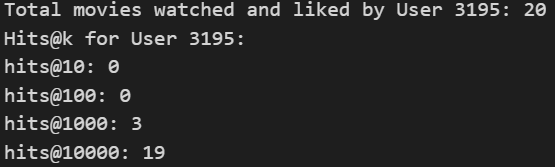 Total movies watched and liked by User 3195: 20
Hits@k for User 3195:
hits@10: 0
hits@100: 0
hits@1000: 3
hits@10000: 19